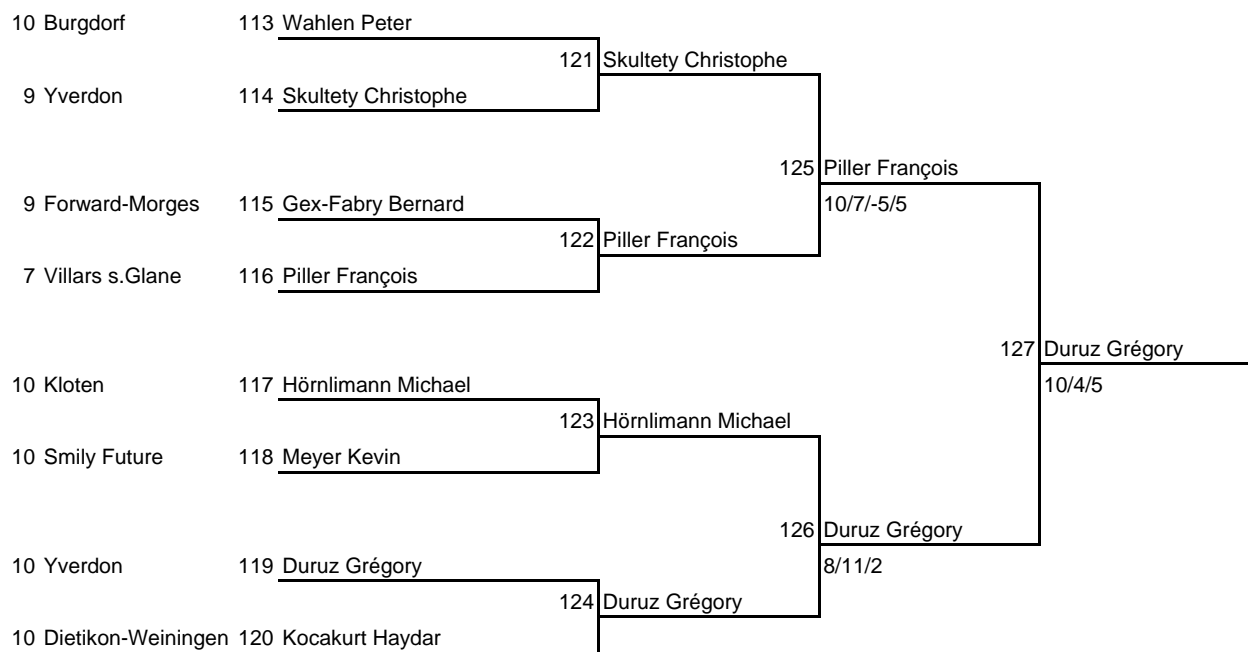 10 Burgdorf 113 Wahlen Peter
121 Skultety Christophe
9 Yverdon 114 Skultety Christophe
125 Piller François
9 Forward-Morges 115 Gex-Fabry Bernard 10/7/-5/5
122 Piller François
7 Villars s.Glane 116 Piller François
127 Duruz Grégory
10 Kloten 117 Hörnlimann Michael 10/4/5
123 Hörnlimann Michael
10 Smily Future 118 Meyer Kevin
126 Duruz Grégory
10 Yverdon 119 Duruz Grégory 8/11/2
124 Duruz Grégory
10 Dietikon-Weiningen 120 Kocakurt Haydar